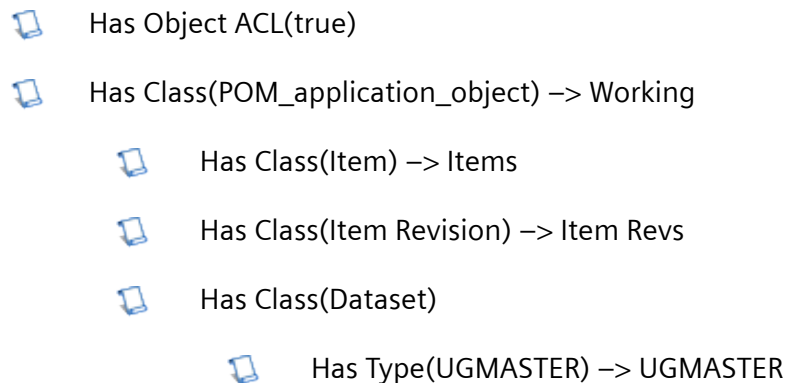 Has Object ACL(true)
Has Class(POM_application_object) –> Working
Has Class(Item) –> Items
Has Class(Item Revision) –> Item Revs
Has Class(Dataset)
Has Type(UGMASTER) –> UGMASTER